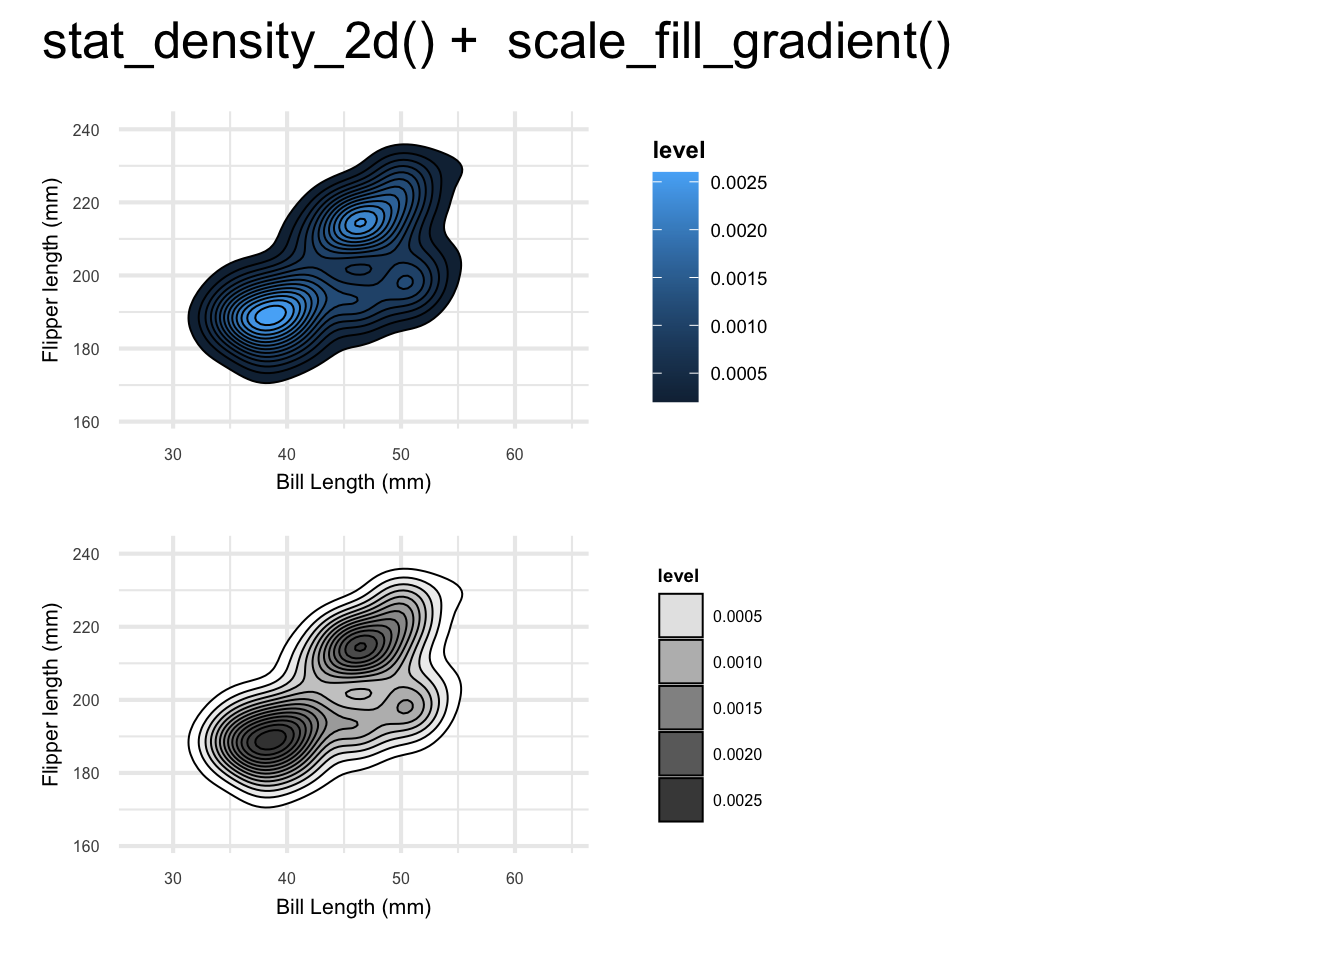 stat_density_2d() + scale_fill_gradient()
240
220
200
180
160
Flipper length (mm)
30 40 50 60
Bill Length (mm)
level
0.0025
0.0020
0.0015
0.0010
0.0005
240
220
200
180
160
Flipper length (mm)
30 40 50 60
Bill Length (mm)
level
0.0005
0.0010
0.0015
0.0020
0.0025